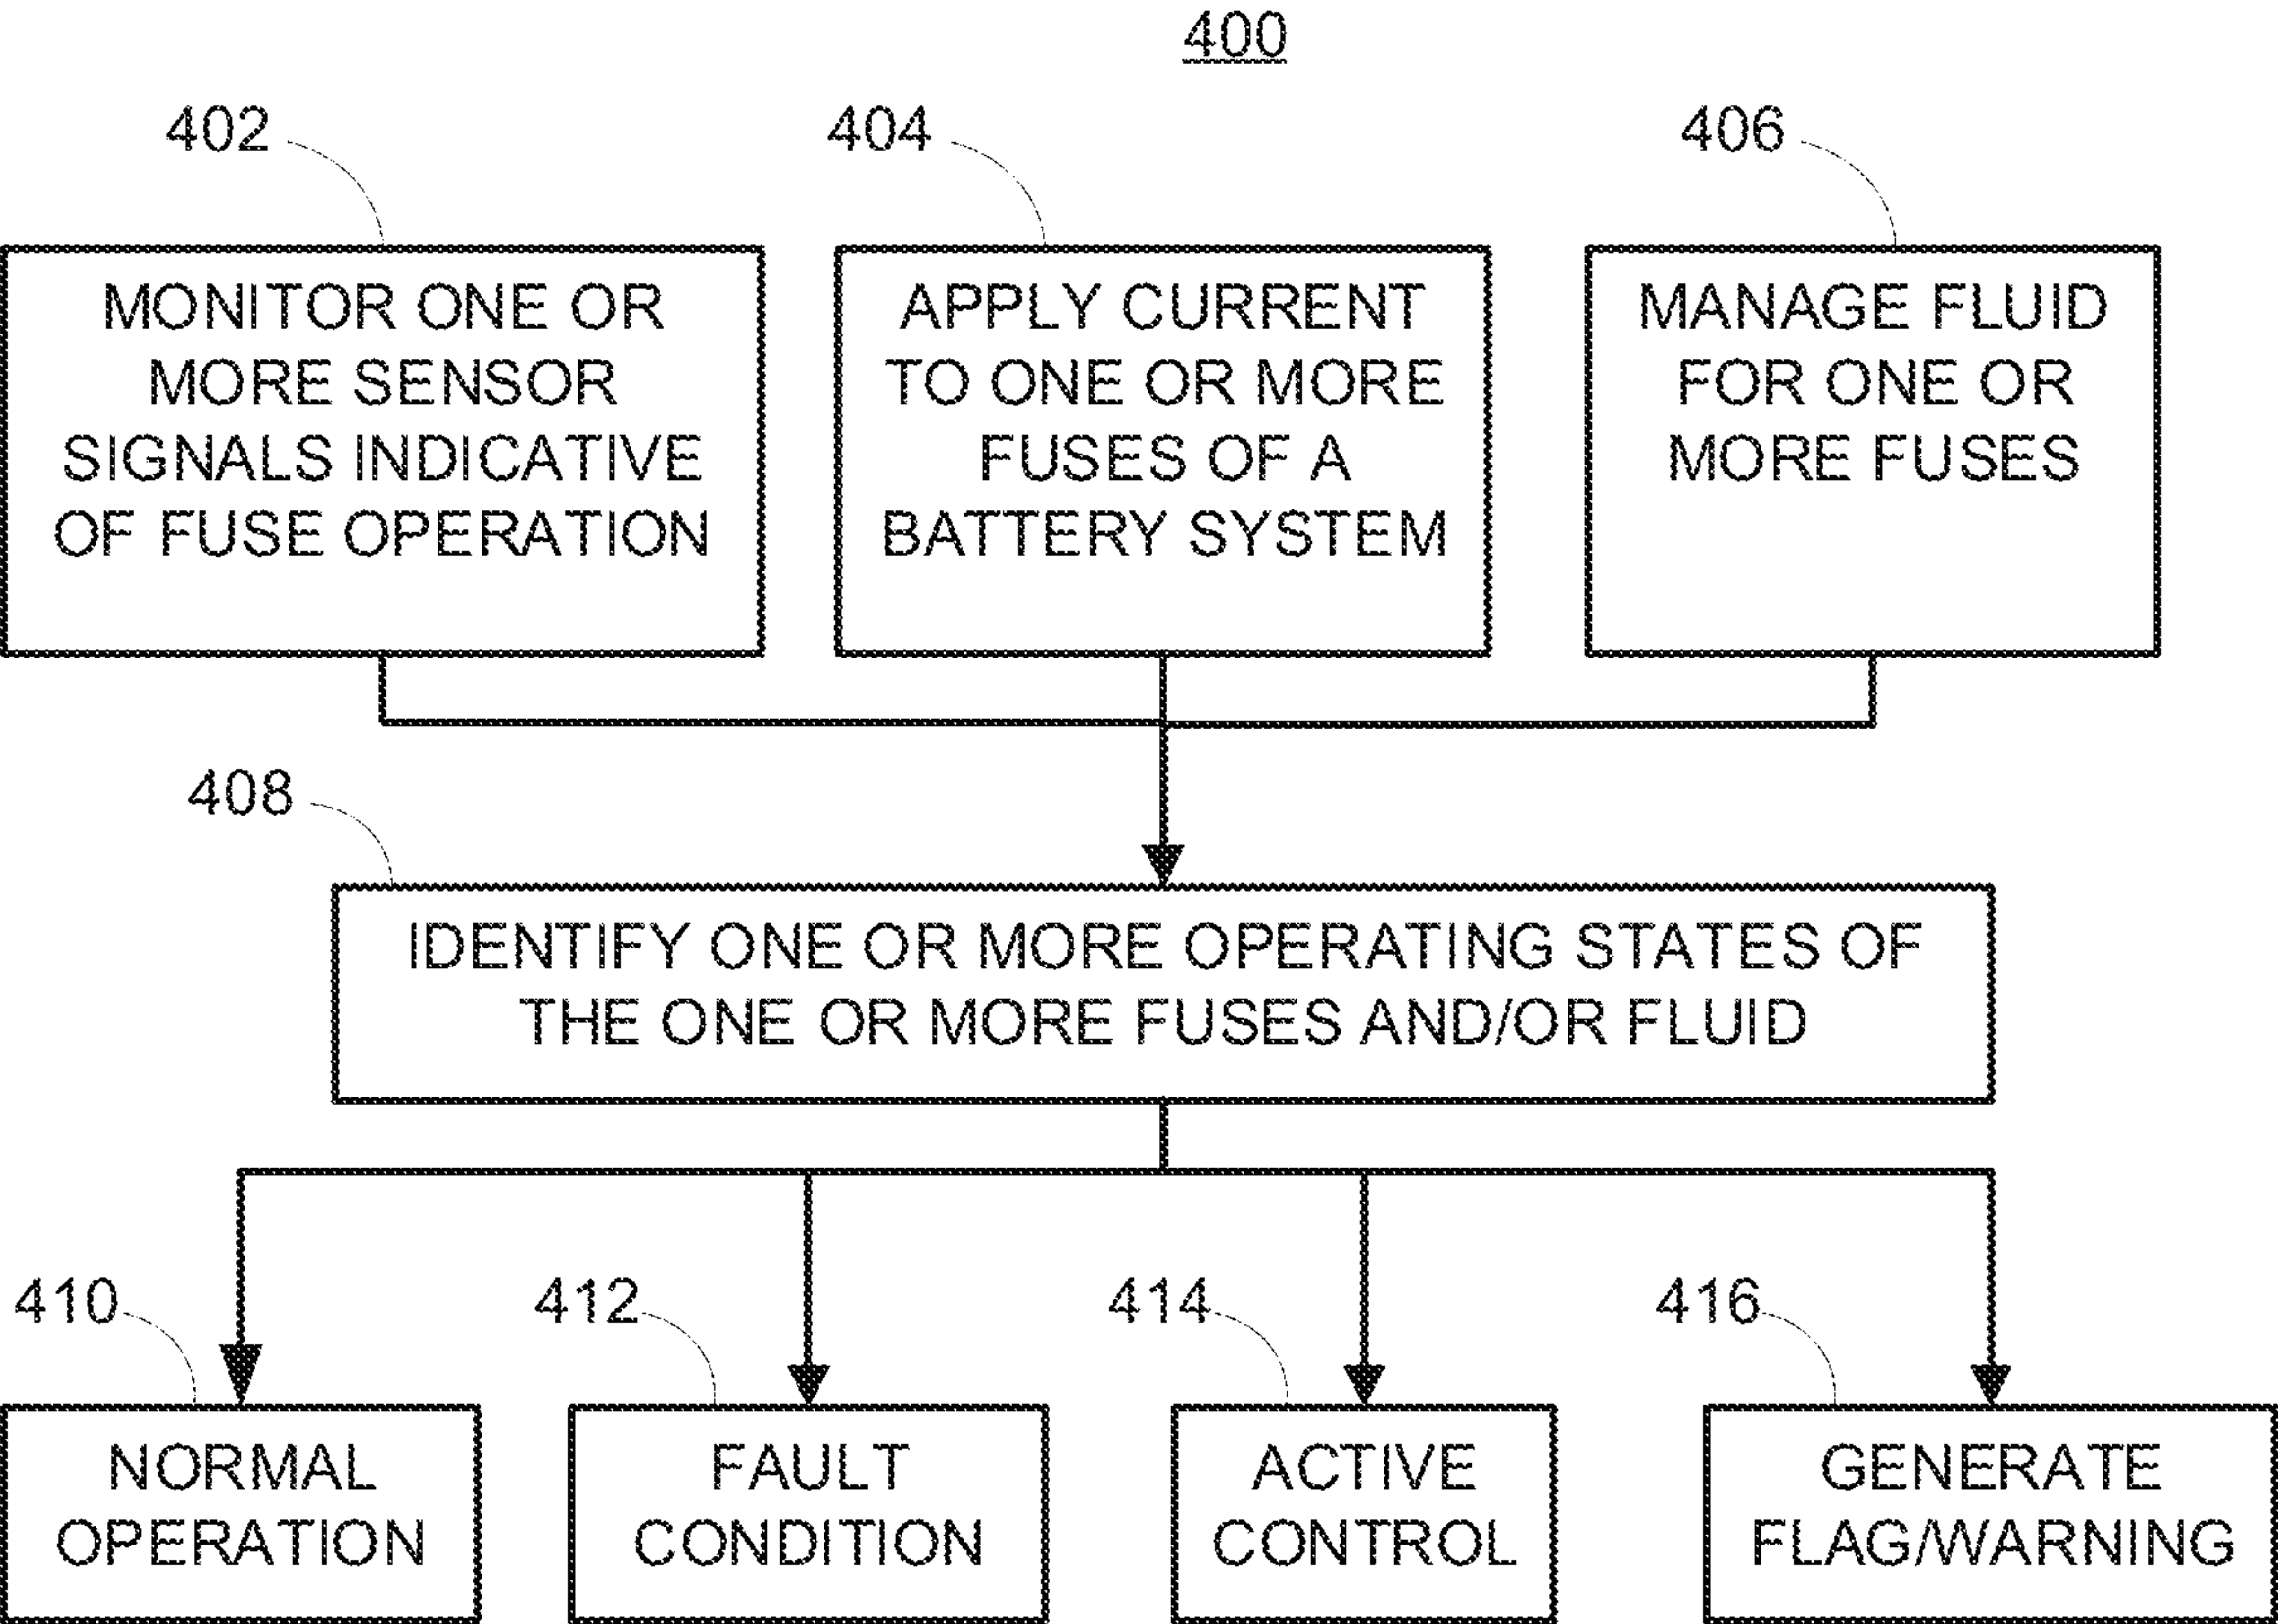 400
402
404
406
MONITOR ONE OR
MORE SENSOR
SIGNALS INDICATIVE
OF FUSE OPERATION
APPLY CURRENT
TO ONE OR MORE
FUSES OF A
BATTERY SYSTEM
MANAGE FLUID
FOR ONE OR
MORE FUSES
408
IDENTIFY ONE OR MORE OPERATING STATES OF
THE ONE OR MORE FUSES AND/OR FLUID
410
412
414
416
NORMAL
OPERATION
FAULT
CONDITION
ACTIVE
CONTROL
GENERATE
FLAG/WARNING